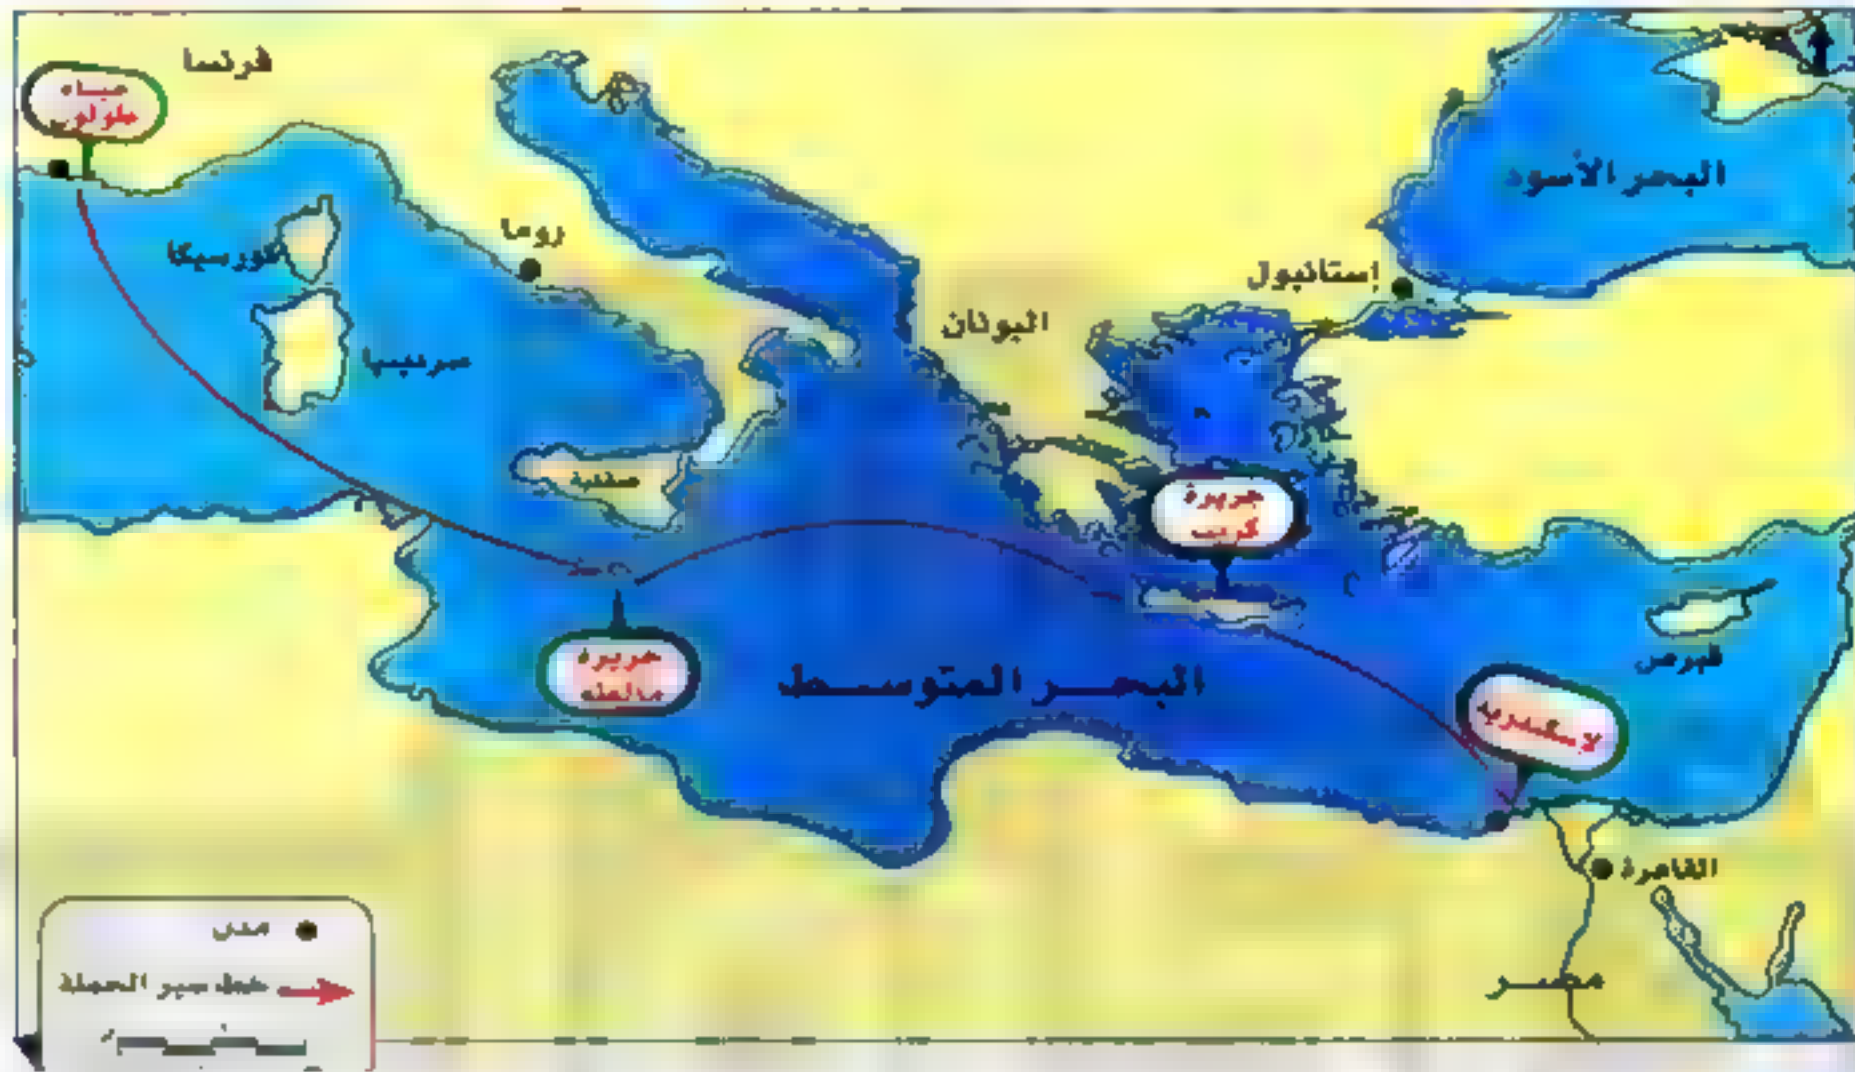 فرنسا
ميناء
طولون
البحر الأسود
روما
كورسيكا
إستانبول
اليونان
سردينيا
صقلية
جزيرة
كريت
جزيرة
مالطة
البحر المتوسط
قبرص
الإسكندرية
القاهرة
مصر
مدن
خط سير الحملة